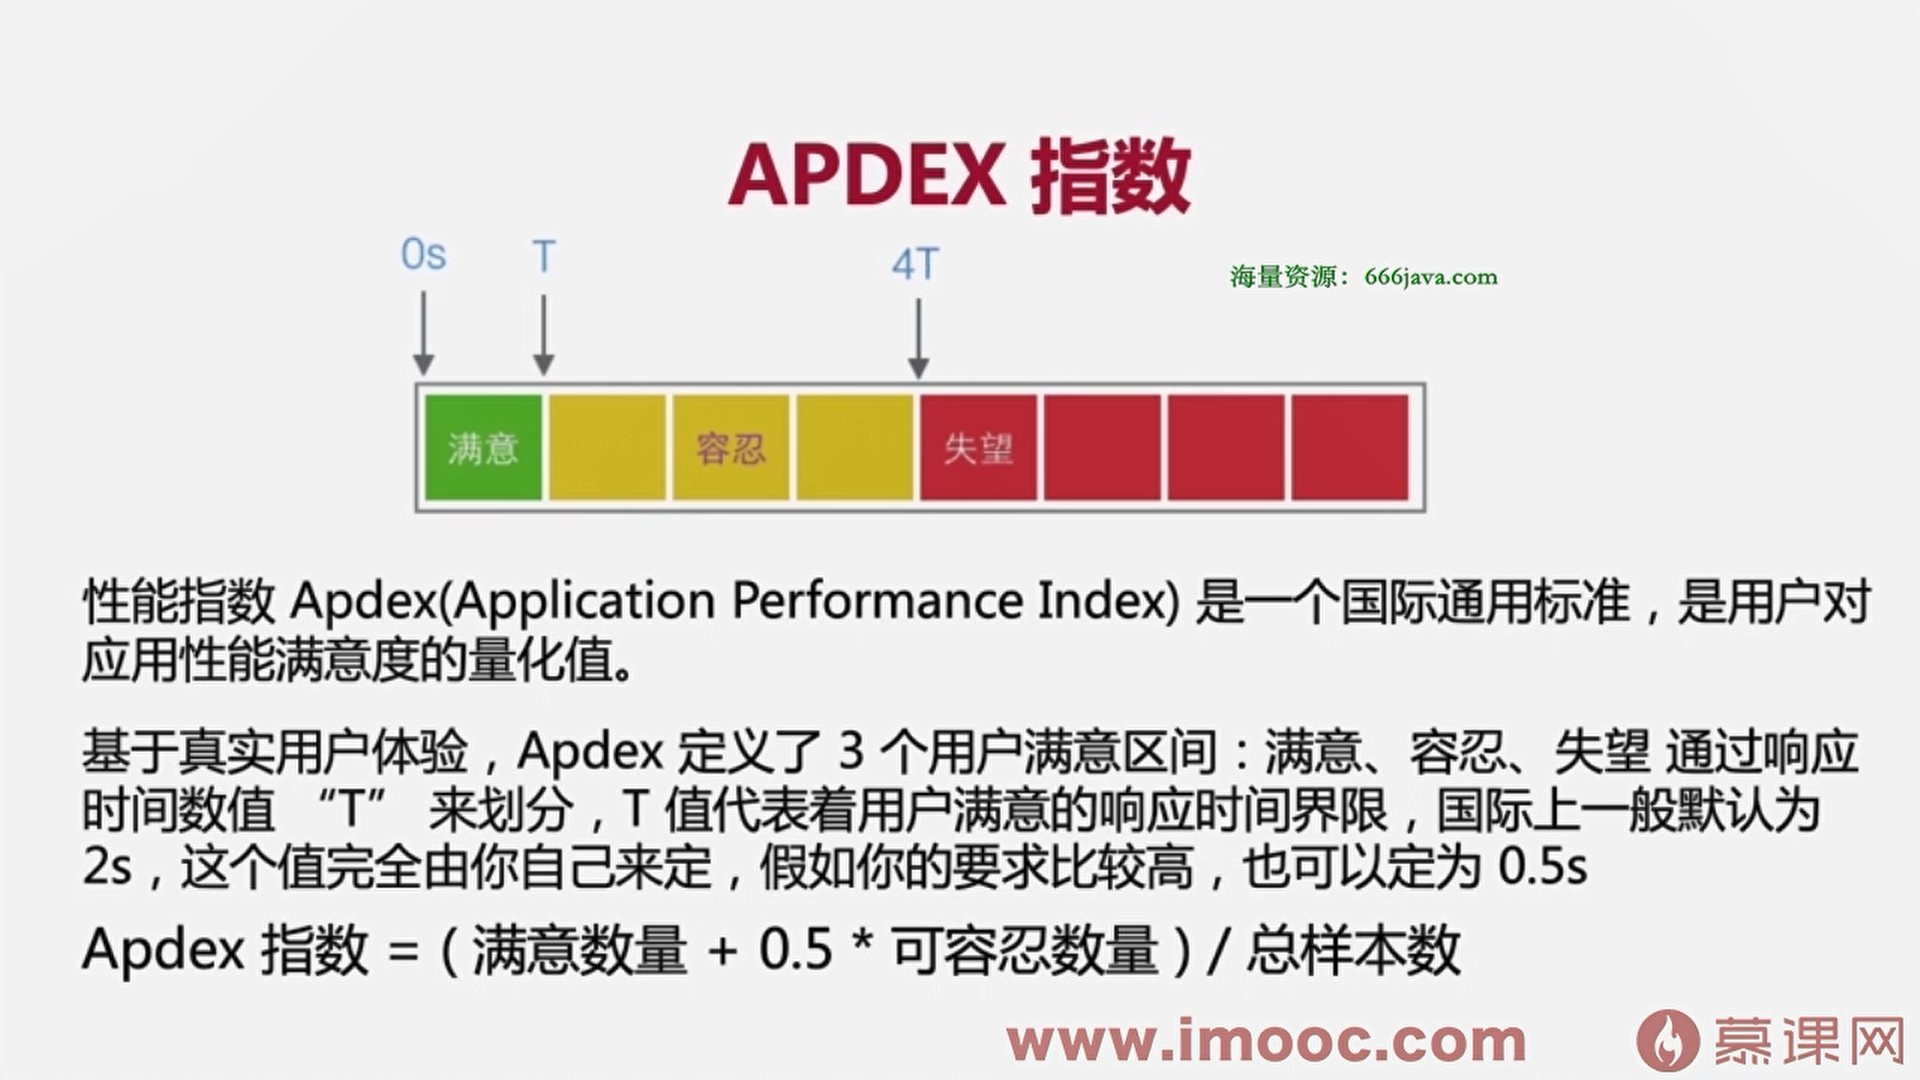 APDEX 指数
0s T 4T
海量资源：666java.com
满意 容忍 失望
性能指数 Apdex(Application Performance Index) 是一个国际通用标准，是用户对
应用性能满意度的量化值。
基于真实用户体验，Apdex 定义了 3 个用户满意区间：满意、容忍、失望 通过响应
时间数值 “T” 来划分，T 值代表着用户满意的响应时间界限，国际上一般默认为
2s，这个值完全由你自己来定，假如你的要求比较高，也可以定为 0.5s
Apdex 指数 = ( 满意数量 + 0.5 * 可容忍数量 ) / 总样本数
www.imooc.com 慕课网